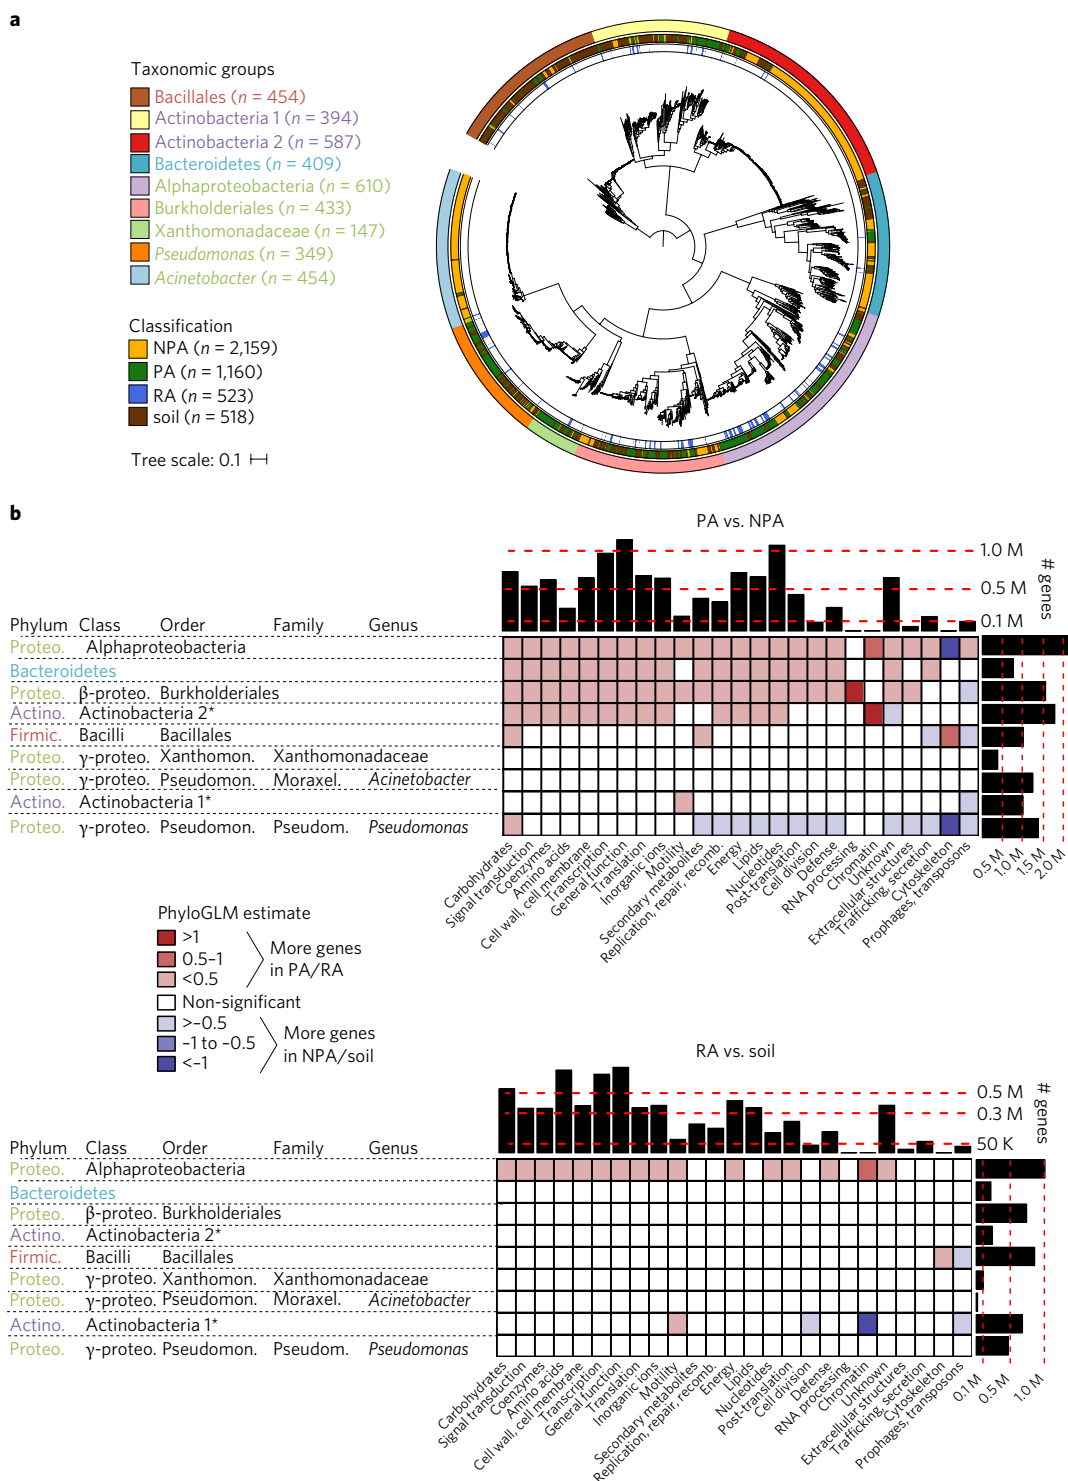 a
Taxonomic groups
Bacillales (n = 454)
Actinobacteria 1 (n = 394)
Actinobacteria 2 (n = 587)
Bacteroidetes (n = 409)
Alphaproteobacteria (n = 610)
Burkholderiales (n = 433)
Xanthomonadaceae (n = 147)
Pseudomonas (n = 349)
Acinetobacter (n = 454)
Classification
NPA (n = 2,159)
PA (n = 1,160)
RA (n = 523)
soil (n = 518)
Tree scale: 0.1
b
PA vs. NPA
1.0 M
0.5 M
0.1 M
# genes
Phylum Class Order Family Genus
Proteo. Alphaproteobacteria
Bacteroidetes
Proteo. β-proteo. Burkholderiales
Actino. Actinobacteria 2*
Firmic. Bacilli Bacillales
Proteo. γ-proteo. Xanthomon. Xanthomonadaceae
Proteo. γ-proteo. Pseudomon. Moraxel. Acinetobacter
Actino. Actinobacteria 1*
Proteo. γ-proteo. Pseudomon. Pseudom. Pseudomonas
Carbohydrates
Signal transduction
Coenzymes
Amino acids
Cell wall, cell membrane
Transcription
General function
Translation
Inorganic ions
Motility
Secondary metabolites
Replication, repair, recomb.
Energy
Lipids
Nucleotides
Post-translation
Cell division
Defense
RNA processing
Chromatin
Unknown
Extracellular structures
Trafficking, secretion
Cytoskeleton
Prophages, transposons
0.5 M
1.0 M
1.5 M
2.0 M
PhyloGLM estimate
>1
0.5–1
<0.5
More genes
in PA/RA
Non-significant
>–0.5
–1 to –0.5
<–1
More genes
in NPA/soil
RA vs. soil
0.5 M
0.3 M
50 K
# genes
Phylum Class Order Family Genus
Proteo. Alphaproteobacteria
Bacteroidetes
Proteo. β-proteo. Burkholderiales
Actino. Actinobacteria 2*
Firmic. Bacilli Bacillales
Proteo. γ-proteo. Xanthomon. Xanthomonadaceae
Proteo. γ-proteo. Pseudomon. Moraxel. Acinetobacter
Actino. Actinobacteria 1*
Proteo. γ-proteo. Pseudomon. Pseudom. Pseudomonas
Carbohydrates
Signal transduction
Coenzymes
Amino acids
Cell wall, cell membrane
Transcription
General function
Translation
Inorganic ions
Motility
Secondary metabolites
Replication, repair, recomb.
Energy
Lipids
Nucleotides
Post-translation
Cell division
Defense
RNA processing
Chromatin
Unknown
Extracellular structures
Trafficking, secretion
Cytoskeleton
Prophages, transposons
0.1 M
0.5 M
1.0 M